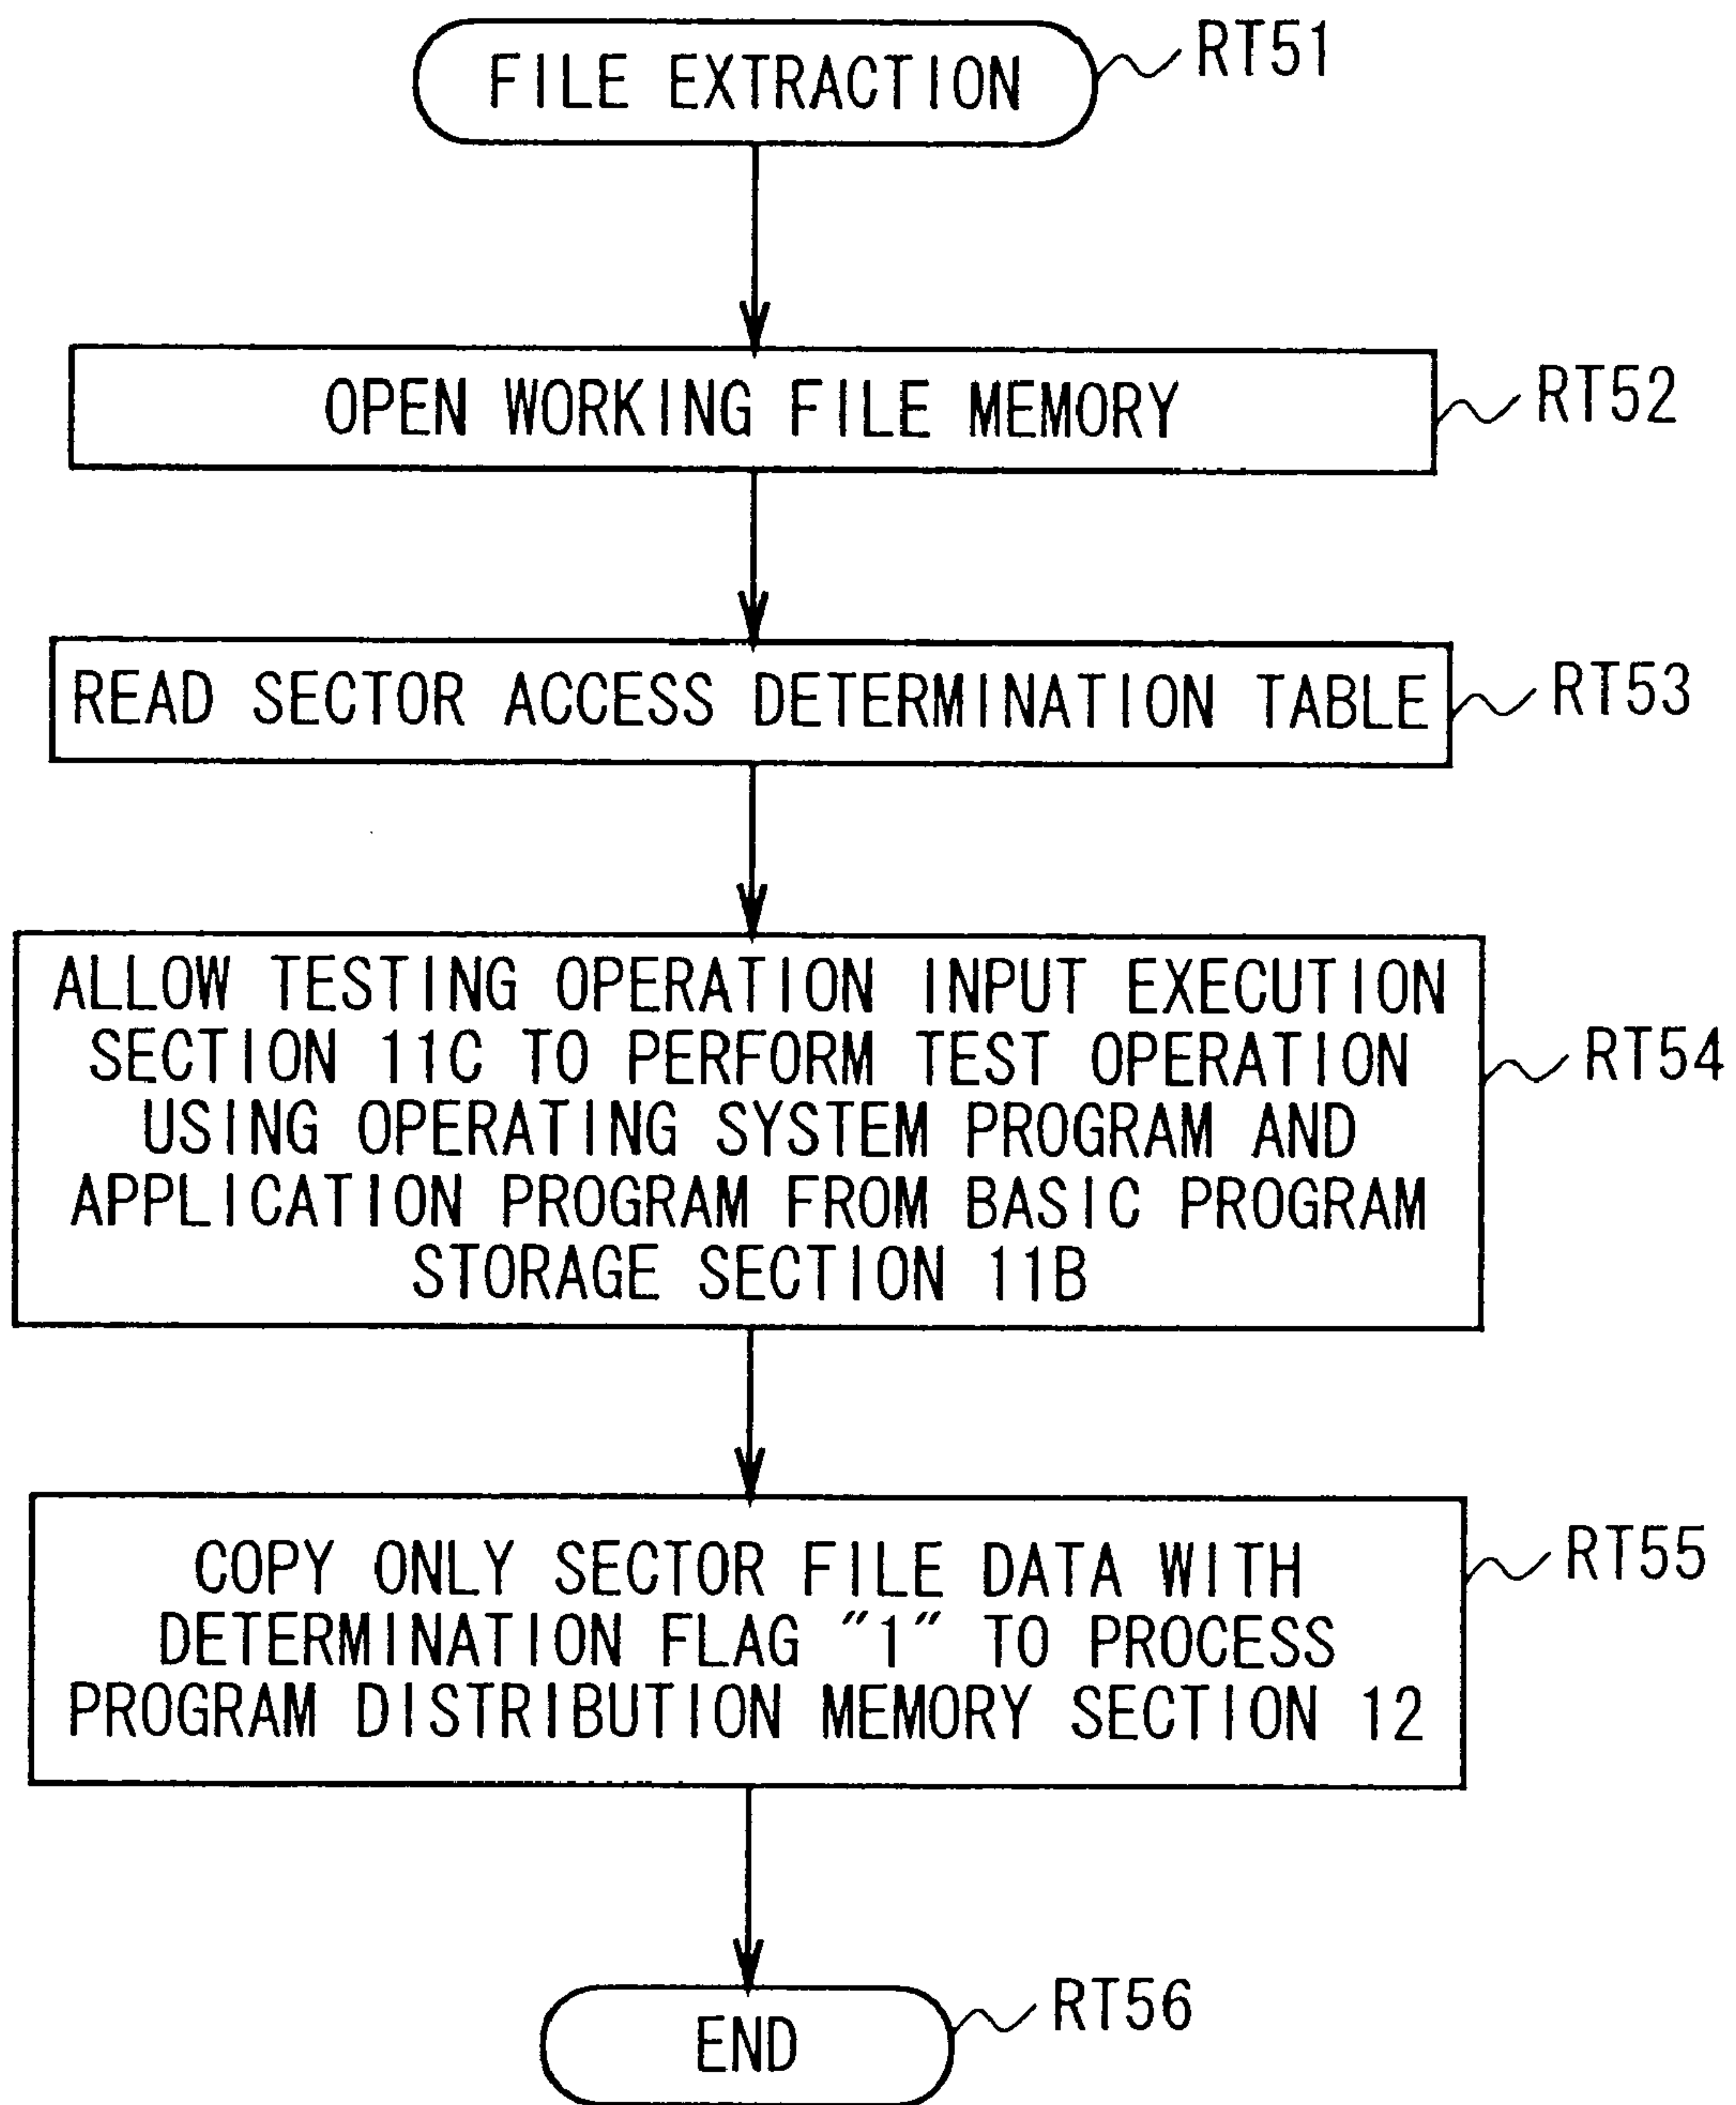 FILE EXTRACTION
RT51
OPEN WORKING FILE MEMORY
RT52
READ SECTOR ACCESS DETERMINATION TABLE
RT53
ALLOW TESTING OPERATION INPUT EXECUTION
SECTION 11C TO PERFORM TEST OPERATION
USING OPERATING SYSTEM PROGRAM AND
APPLICATION PROGRAM FROM BASIC PROGRAM
STORAGE SECTION 11B
RT54
COPY ONLY SECTOR FILE DATA WITH
DETERMINATION FLAG "1" TO PROCESS
PROGRAM DISTRIBUTION MEMORY SECTION 12
RT55
END
RT56